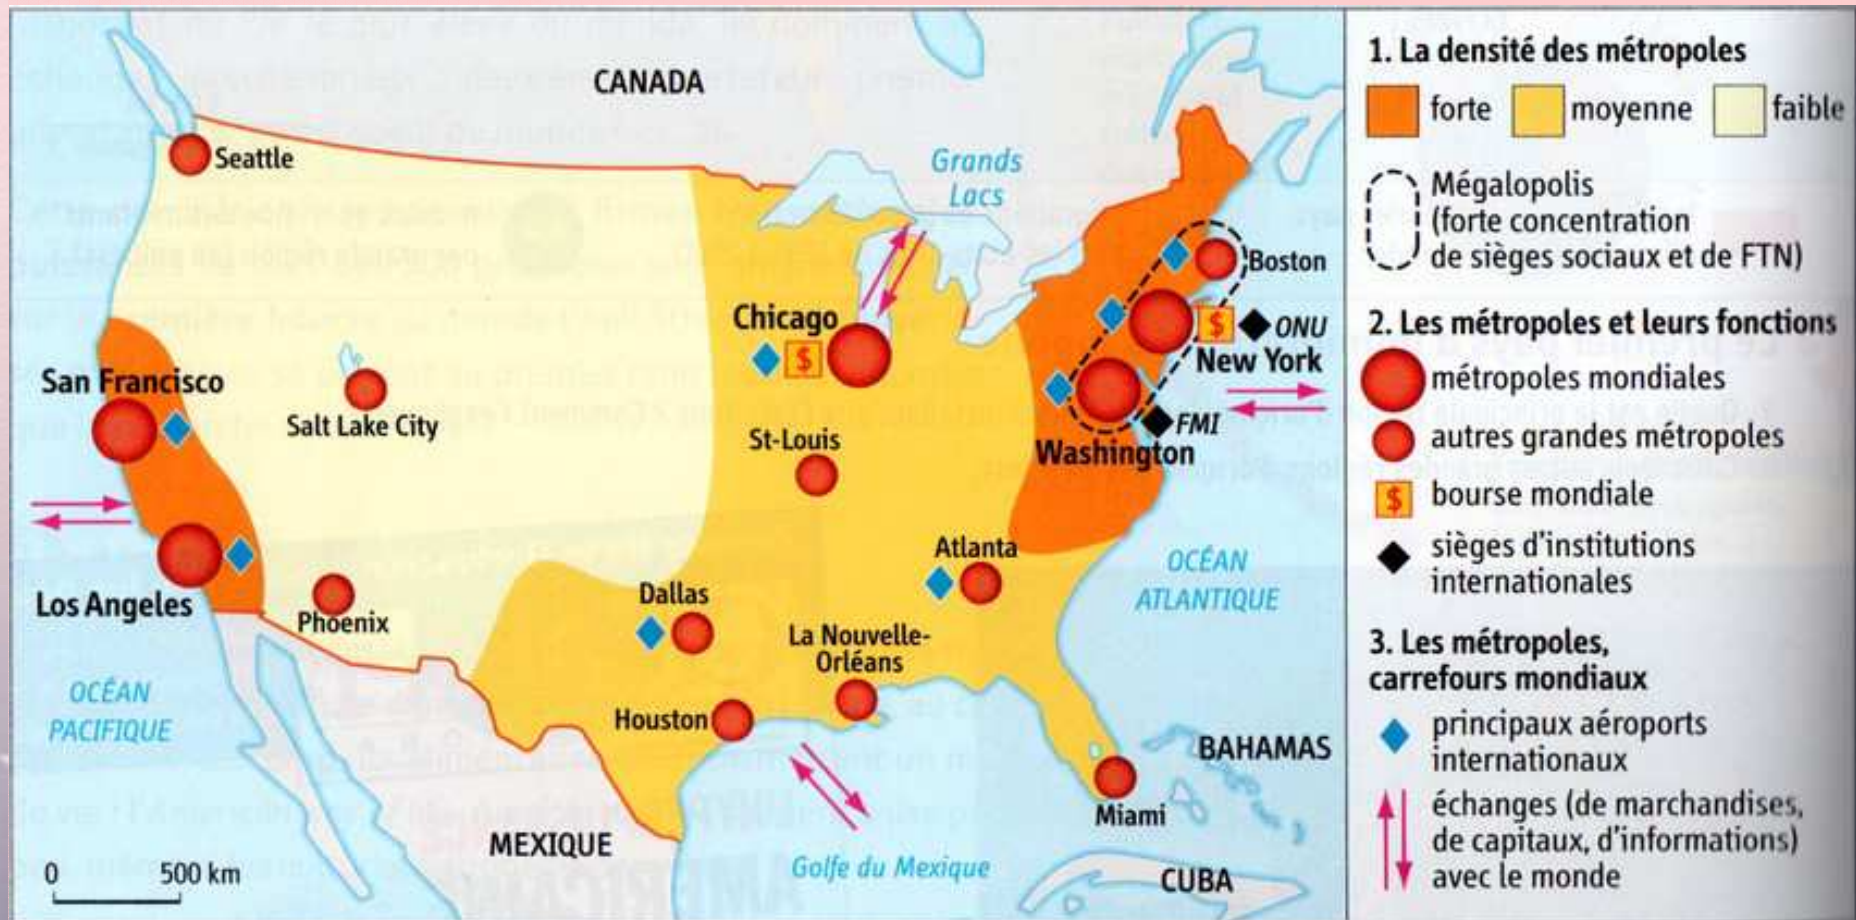 CANADA
Seattle
Grands
Lacs
Boston
Chicago
$
$
ONU
New York
San Francisco
Salt Lake City
St-Louis
FMI
Washington
Los Angeles
Phoenix
Dallas
Atlanta
La Nouvelle-
Orléans
Houston
Miami
OCÉAN
PACIFIQUE
OCÉAN
ATLANTIQUE
BAHAMAS
MEXIQUE
Golfe du Mexique
CUBA
0 500 km
1. La densité des métropoles
forte moyenne faible
Mégalopolis
(forte concentration
de sièges sociaux et de FTN)
2. Les métropoles et leurs fonctions
métropoles mondiales
autres grandes métropoles
$ bourse mondiale
sièges d'institutions
internationales
3. Les métropoles,
carrefours mondiaux
principaux aéroports
internationaux
échanges (de marchandises,
de capitaux, d'informations)
avec le monde